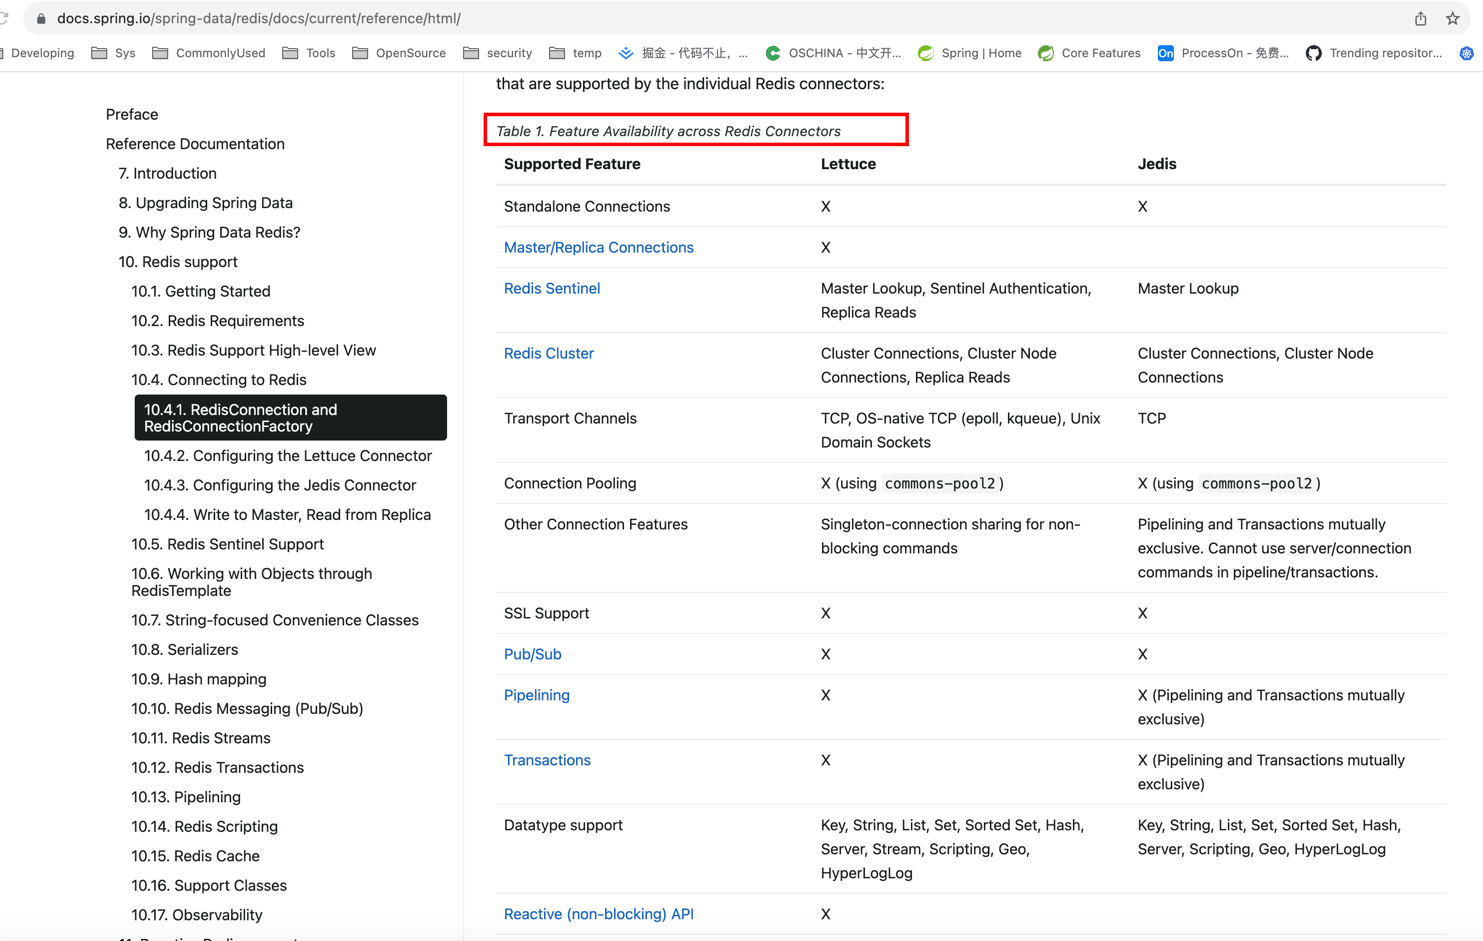 docs.spring.io/spring-data/redis/docs/current/reference/html/
Developing Sys CommonlyUsed Tools OpenSource security temp 掘金 - 代码不止，... OSCHINA - 中文开... Spring | Home Core Features On ProcessOn - 免费... Trending repositor...
Preface
Reference Documentation
7. Introduction
8. Upgrading Spring Data
9. Why Spring Data Redis?
10. Redis support
10.1. Getting Started
10.2. Redis Requirements
10.3. Redis Support High-level View
10.4. Connecting to Redis
10.4.1. RedisConnection and
RedisConnectionFactory
10.4.2. Configuring the Lettuce Connector
10.4.3. Configuring the Jedis Connector
10.4.4. Write to Master, Read from Replica
10.5. Redis Sentinel Support
10.6. Working with Objects through
RedisTemplate
10.7. String-focused Convenience Classes
10.8. Serializers
10.9. Hash mapping
10.10. Redis Messaging (Pub/Sub)
10.11. Redis Streams
10.12. Redis Transactions
10.13. Pipelining
10.14. Redis Scripting
10.15. Redis Cache
10.16. Support Classes
10.17. Observability
that are supported by the individual Redis connectors:
Table 1. Feature Availability across Redis Connectors
Supported Feature Lettuce Jedis
Standalone Connections X X
Master/Replica Connections X
Redis Sentinel Master Lookup, Sentinel Authentication, Master Lookup
Replica Reads
Redis Cluster Cluster Connections, Cluster Node Cluster Connections, Cluster Node
Connections, Replica Reads Connections
Transport Channels TCP, OS-native TCP (epoll, kqueue), Unix TCP
Domain Sockets
Connection Pooling X (using commons-pool2 ) X (using commons-pool2 )
Other Connection Features Singleton-connection sharing for non- Pipelining and Transactions mutually
blocking commands exclusive. Cannot use server/connection
commands in pipeline/transactions.
SSL Support X X
Pub/Sub X X
Pipelining X X (Pipelining and Transactions mutually
exclusive)
Transactions X X (Pipelining and Transactions mutually
exclusive)
Datatype support Key, String, List, Set, Sorted Set, Hash, Key, String, List, Set, Sorted Set, Hash,
Server, Stream, Scripting, Geo, Server, Scripting, Geo, HyperLogLog
HyperLogLog
Reactive (non-blocking) API X